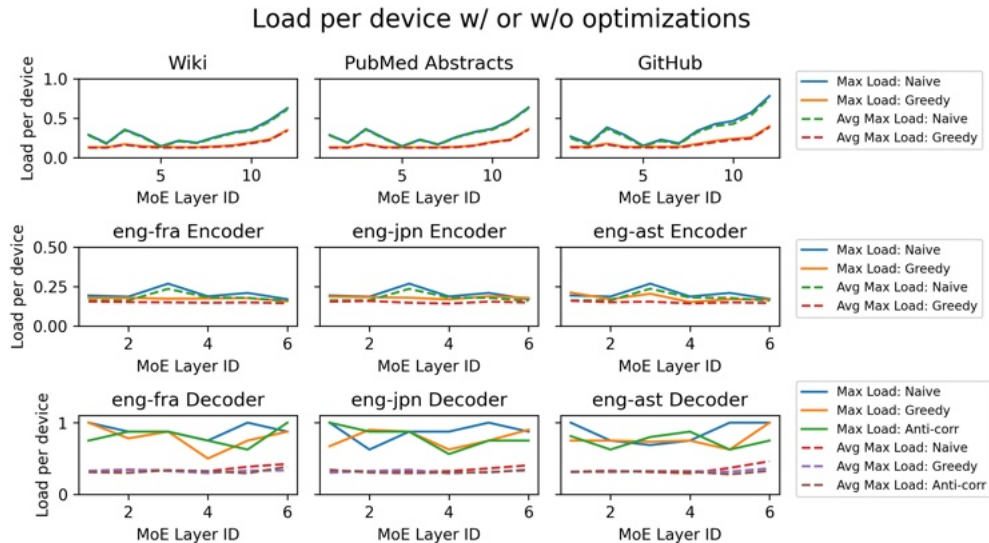 Load per device w/ or w/o optimizations
Wiki
PubMed Abstracts
GitHub
Load per device
1.0
0.5
0.0
5
10
5
10
5
10
MoE Layer ID
MoE Layer ID
MoE Layer ID
Max Load: Naive
Max Load: Greedy
Avg Max Load: Naive
Avg Max Load: Greedy
eng-fra Encoder
eng-jpn Encoder
eng-ast Encoder
Load per device
0.50
0.25
0.00
2
4
6
2
4
6
2
4
6
MoE Layer ID
MoE Layer ID
MoE Layer ID
Max Load: Naive
Max Load: Greedy
Avg Max Load: Naive
Avg Max Load: Greedy
eng-fra Decoder
eng-jpn Decoder
eng-ast Decoder
Load per device
1
0
2
4
6
2
4
6
2
4
6
MoE Layer ID
MoE Layer ID
MoE Layer ID
Max Load: Naive
Max Load: Greedy
Max Load: Anti-corr
Avg Max Load: Naive
Avg Max Load: Greedy
Avg Max Load: Anti-corr